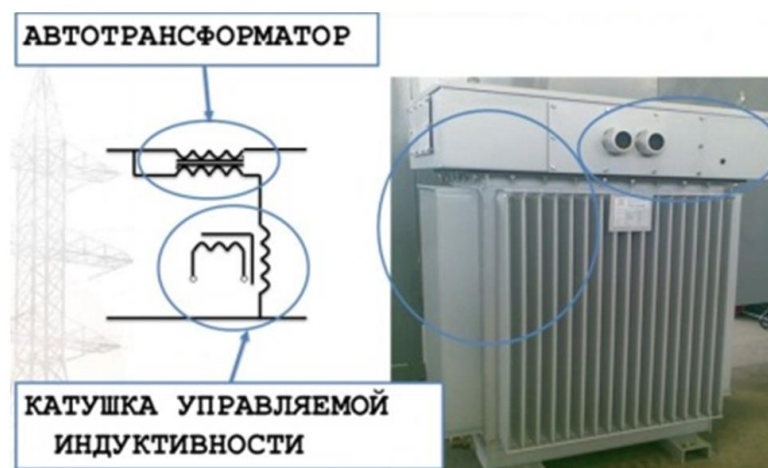 АВТОТРАНСФОРМАТОР
КАТУШКА УПРАВЛЯЕМОЙ
ИНДУКТИВНОСТИ